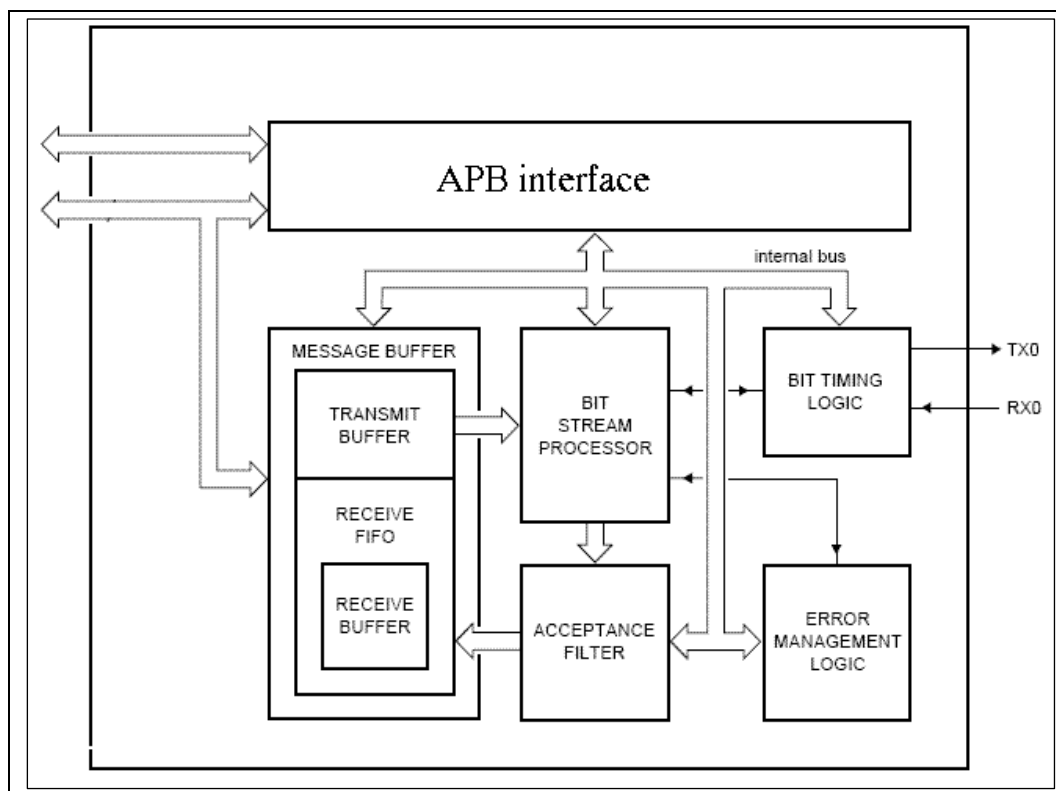 APB interface
internal bus
MESSAGE BUFFER
TRANSMIT
BUFFER
RECEIVE
FIFO
RECEIVE
BUFFER
BIT
STREAM
PROCESSOR
ACCEPTANCE
FILTER
BIT TIMING
LOGIC
TX0
RX0
ERROR
MANAGEMENT
LOGIC